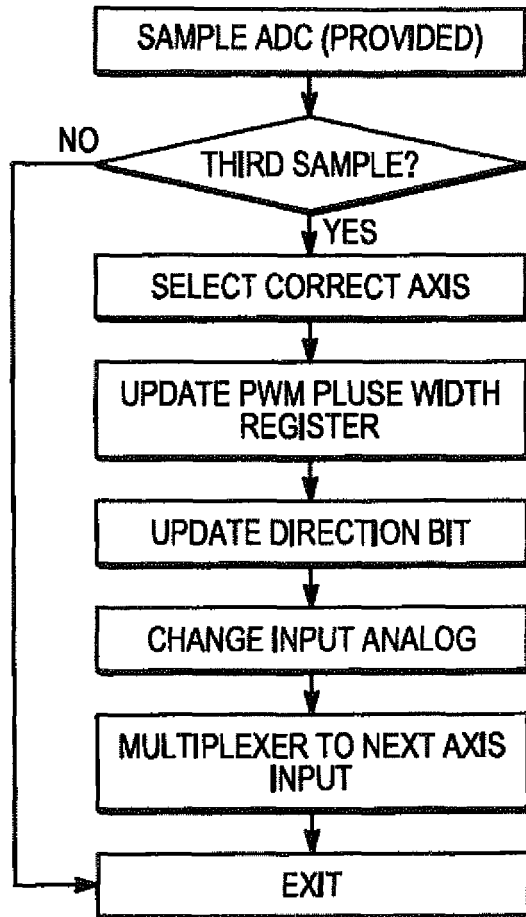 SAMPLE ADC (PROVIDED)
NO
THIRD SAMPLE?
YES
SELECT CORRECT AXIS
UPDATE PWM PLUSE WIDTH
REGISTER
UPDATE DIRECTION BIT
CHANGE INPUT ANALOG
MULTIPLEXER TO NEXT AXIS
INPUT
EXIT